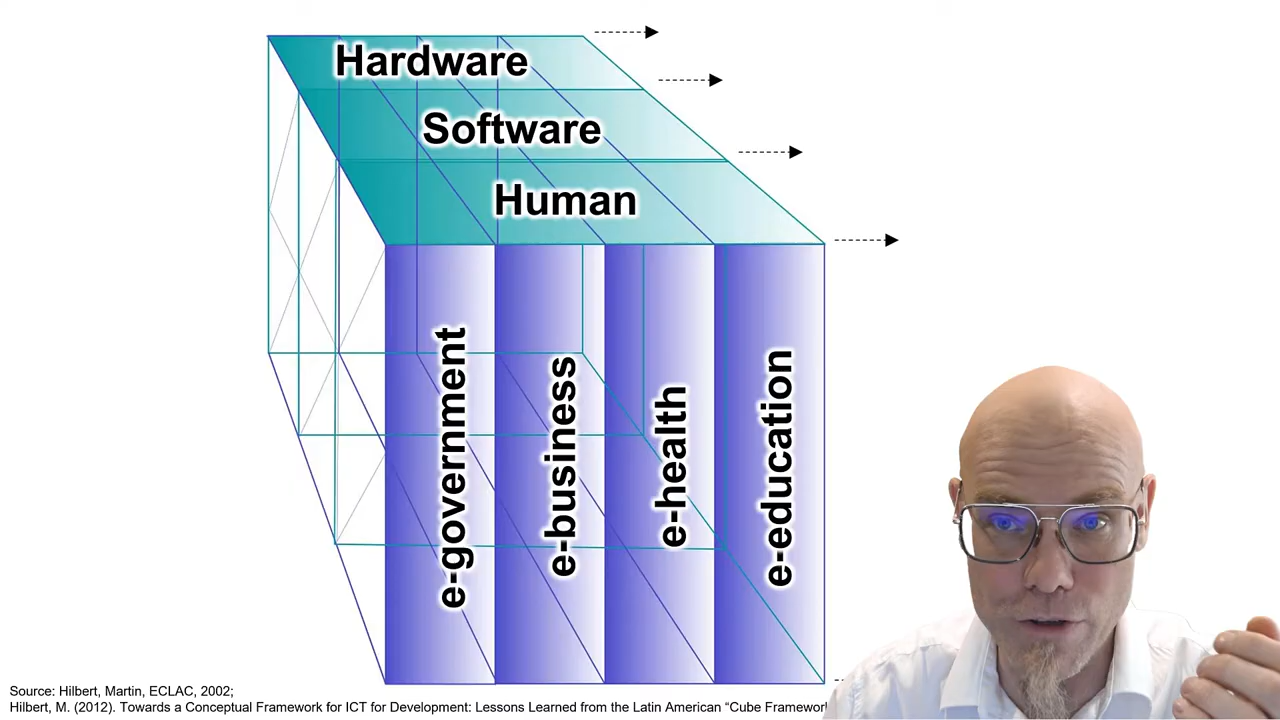 Hardware
Software
Human
e-government
e-business
e-health
e-education
Source: Hilbert, Martin, ECLAC, 2002;
Hilbert, M. (2012). Towards a Conceptual Framework for ICT for Development: Lessons Learned from the Latin American “Cube Framework